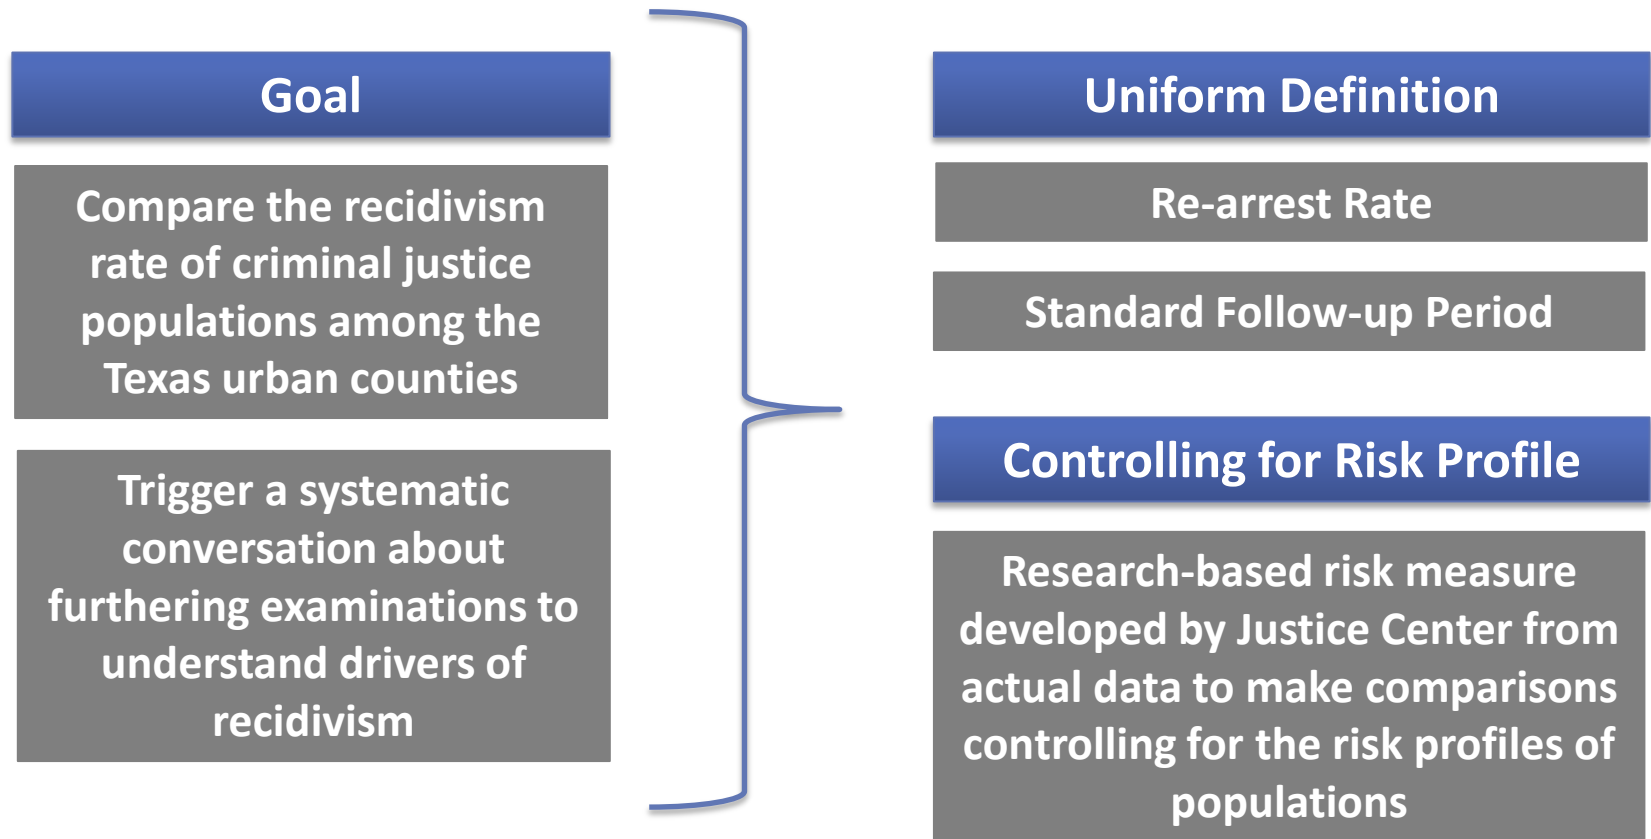 Goal
Compare the recidivism
rate of criminal justice
populations among the
Texas urban counties
Trigger a systematic
conversation about
furthering examinations to
understand drivers of
recidivism
Uniform Definition
Re-arrest Rate
Standard Follow-up Period
Controlling for Risk Profile
Research-based risk measure
developed by Justice Center from
actual data to make comparisons
controlling for the risk profiles of
populations